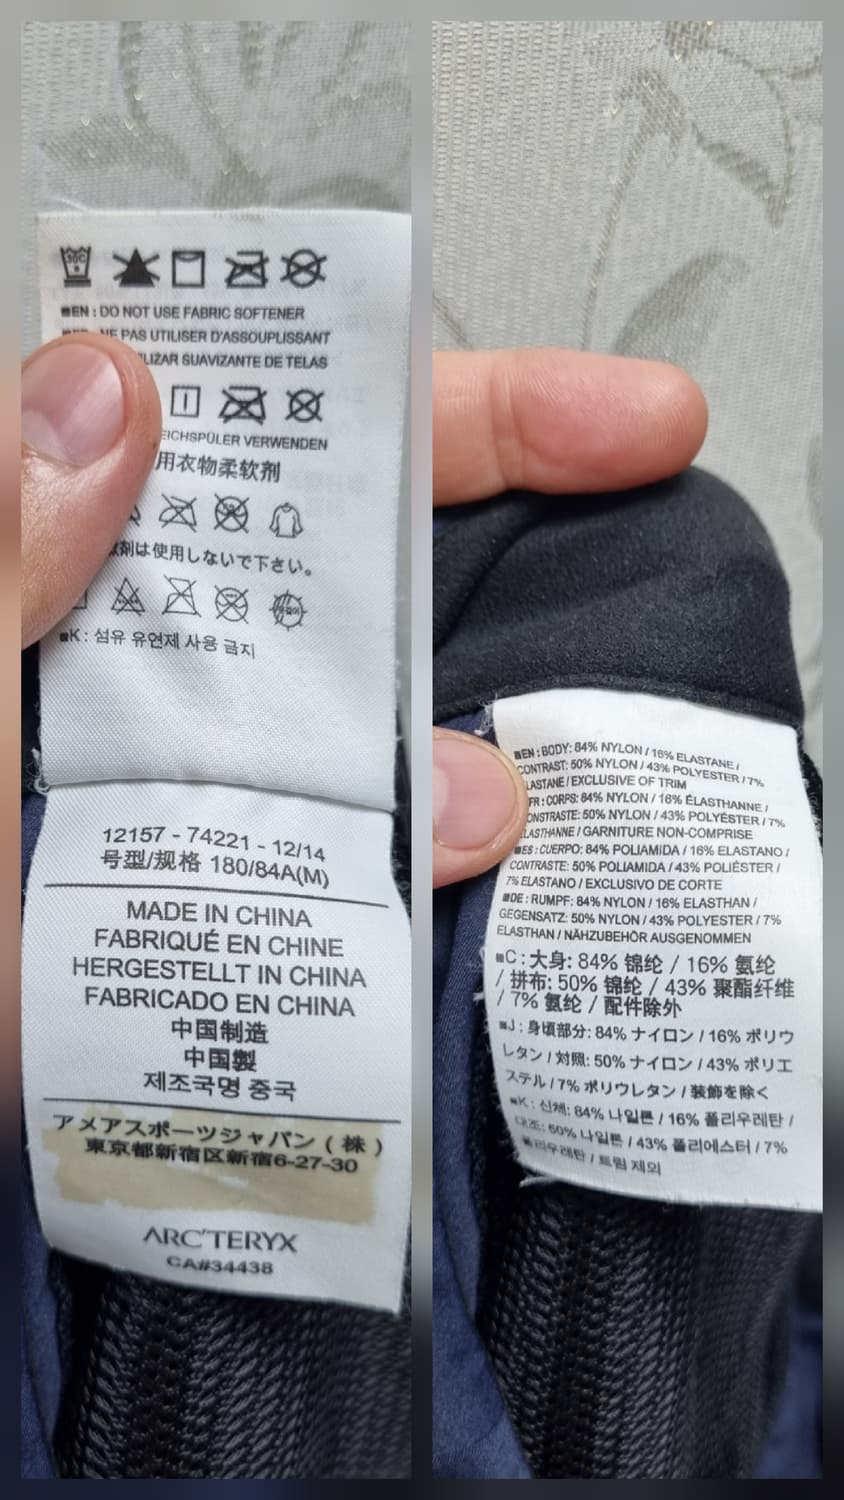 30C
■EN : DO NOT USE FABRIC SOFTENER
NE PAS UTILISER D'ASSOUPLISSANT
SUAVIZANTE DE TELAS
VERWENDEN
用衣物柔软剂
は使用しないで下さい。
■K : 섬유 유연제 사용 금지
12157 - 74221 - 12/14
号型/规格 180/84A(M)
MADE IN CHINA
FABRIQUÉ EN CHINE
HERGESTELLT IN CHINA
FABRICADO EN CHINA
中国制造
中国製
제조국명 중국
アメアスポーツジャパン ( 株 )
東京都新宿区新宿6-27-30
ARC'TERYX
CA#34438
■EN : BODY: 84% NYLON / 16% ELASTANE /
CONTRAST: 50% NYLON / 43% POLYESTER / 7%
ELASTANE / EXCLUSIVE OF TRIM
FR : CORPS: 84% NYLON / 16% ÉLASTHANNE /
CONSTRASTE: 50% NYLON / 43% POLYÉSTER / 7%
ÉLASTHANNE / GARNITURE NON-COMPRISE
■ES : CUERPO: 84% POLIAMIDA / 16% ELASTANO /
CONTRASTE: 50% POLIAMIDA / 43% POLIÉSTER /
7% ELASTANO / EXCLUSIVO DE CORTE
■DE : RUMPF: 84% NYLON / 16% ELASTHAN /
GEGENSATZ: 50% NYLON / 43% POLYESTER / 7%
ELASTHAN / NÄHZUBEHÖR AUSGENOMMEN
■C : 大身: 84% 锦纶 / 16% 氨纶
/ 拼布: 50% 锦纶 / 43% 聚酯纤维
/ 7% 氨纶 / 配件除外
■J : 身頃部分: 84% ナイロン / 16% ポリウ
レタン / 対照: 50% ナイロン / 43% ポリエ
ステル / 7% ポリウレタン / 装飾を除く
■K : 신체: 84% 나일론 / 16% 폴리우레탄 /
대조: 50% 나일론 / 43% 폴리에스터 / 7%
폴리우레탄 / 트림 제외